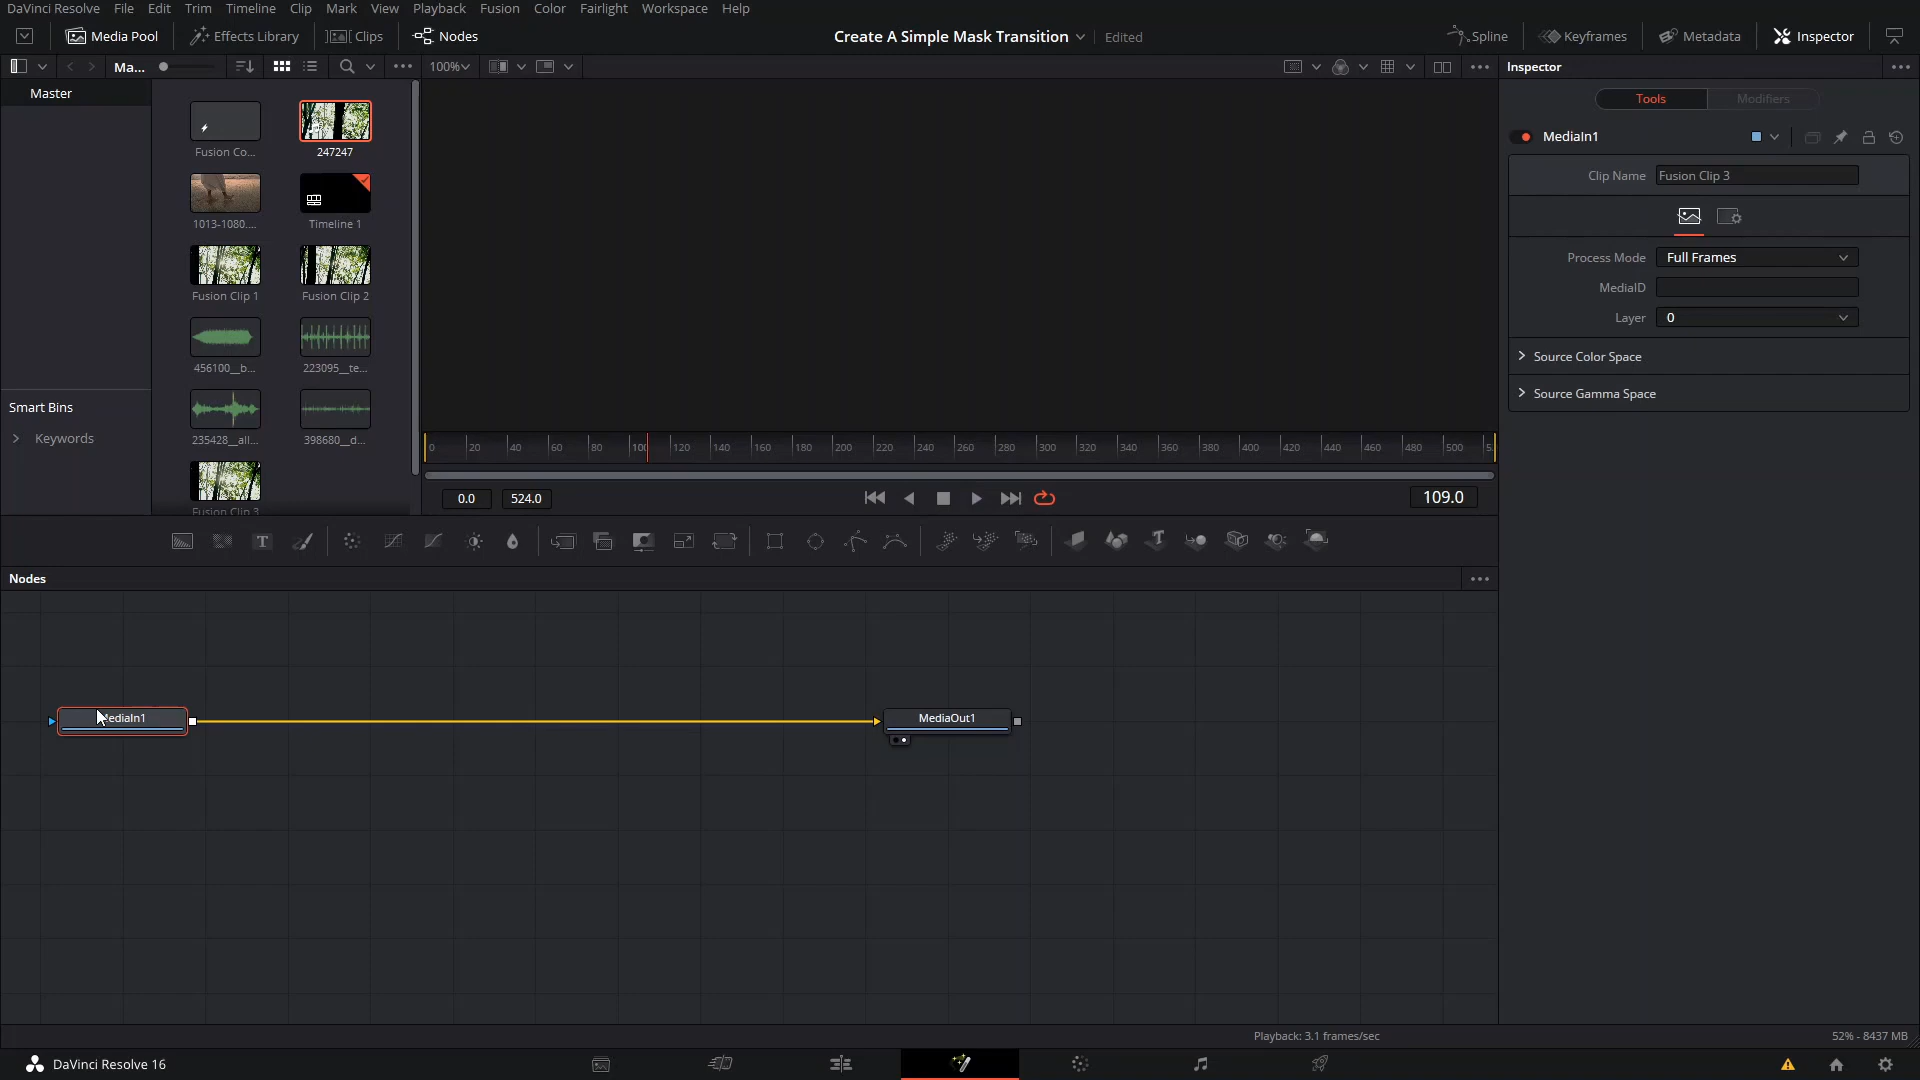 DaVinci Resolve File Edit Trim Timeline Clip Mark View Playback Fusion Color Fairlight Workspace Help
Media Pool Effects Library Clips Nodes Create A Simple Mask Transition Edited Spline Keyframes Metadata Inspector
Ma... 100% Inspector
Master
Tools Modifiers
MediaIn1
Fusion Co... 247247
Clip Name Fusion Clip 3
1013-1080.... Timeline 1
Process Mode Full Frames
MediaID
Fusion Clip 1 Fusion Clip 2
Layer 0
Source Color Space
456100__b... 223095__te...
Source Gamma Space
Smart Bins
Keywords
235428__all... 398680__d...
0 20 40 60 80 100 120 140 160 180 200 220 240 260 280 300 320 340 360 380 400 420 440 460 480 500 5
0.0 524.0 109.0
Fusion Clip 3
T
Nodes
MediaIn1 MediaOut1
Playback: 3.1 frames/sec 52% - 8437 MB
DaVinci Resolve 16